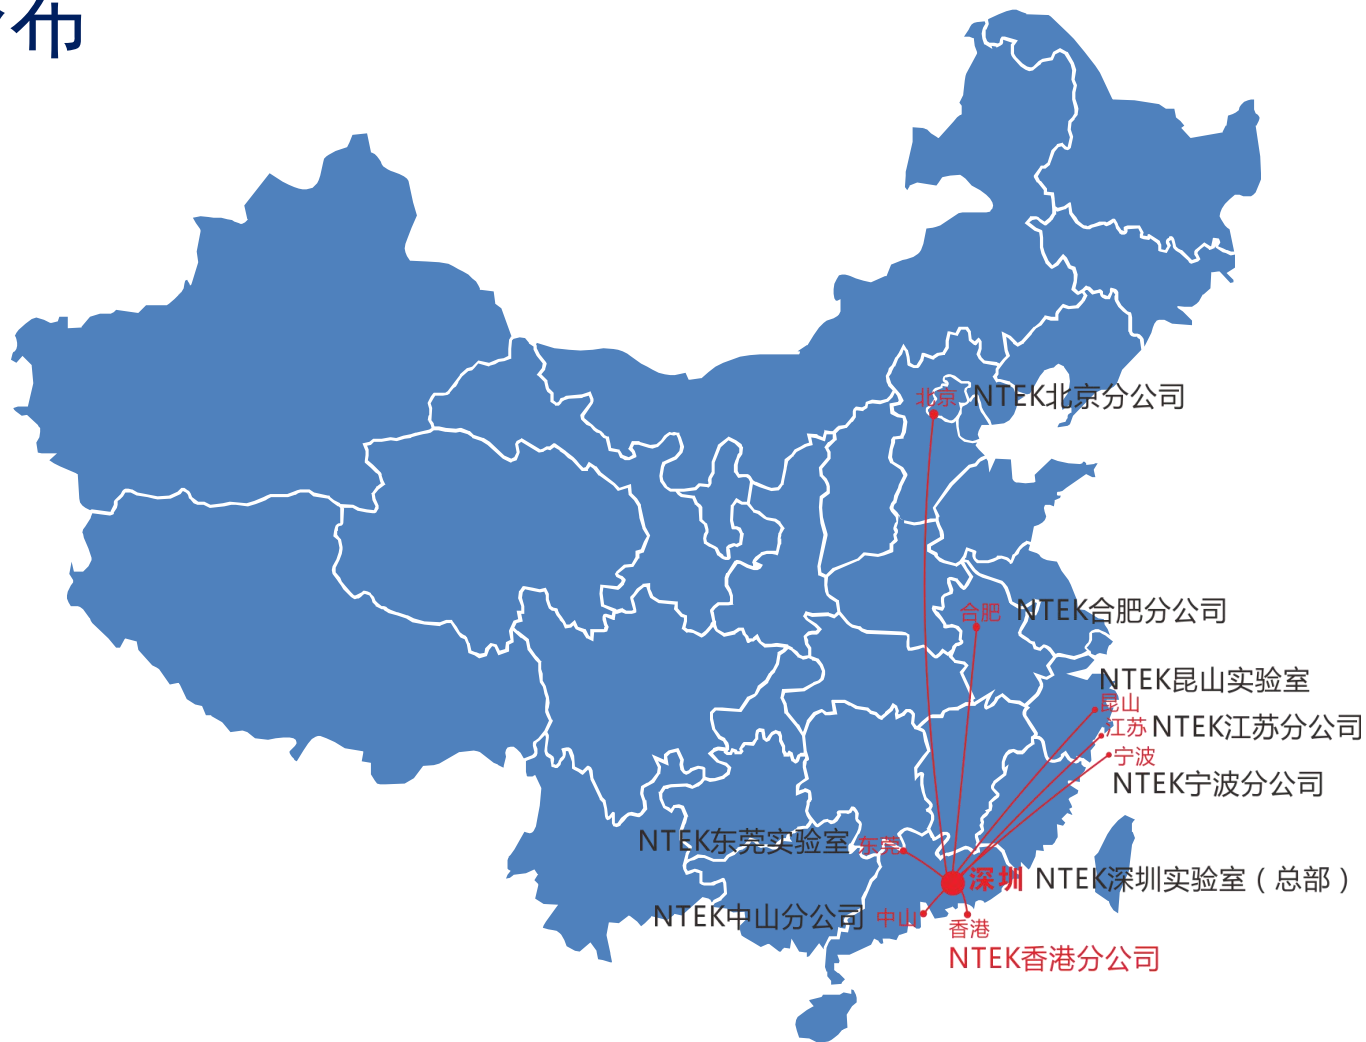 布
北京 NTEK北京分公司
合肥 NTEK合肥分公司
NTEK昆山实验室
昆山
江苏 NTEK江苏分公司
宁波
NTEK宁波分公司
NTEK东莞实验室 东莞
深圳 NTEK深圳实验室（总部）
NTEK中山分公司 中山
香港
NTEK香港分公司